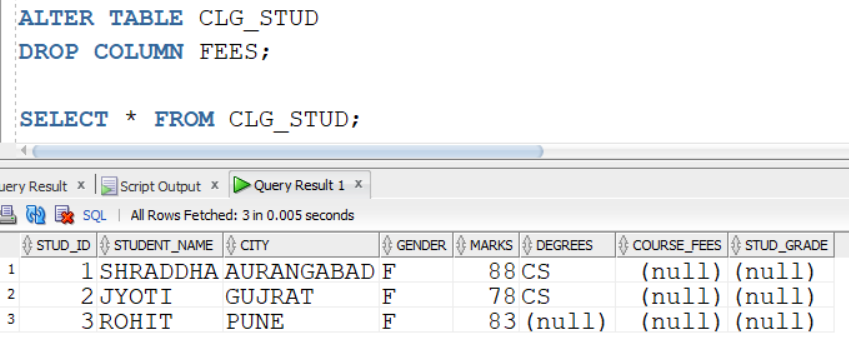 ALTER TABLE CLG_STUD
DROP COLUMN FEES;
SELECT * FROM CLG_STUD;
uery Result x Script Output x Query Result 1 x
SQL | All Rows Fetched: 3 in 0.005 seconds
STUD_ID STUDENT_NAME CITY GENDER MARKS DEGREES COURSE_FEES STUD_GRADE
1 1 SHRADDHA AURANGABAD F 88 CS (null) (null)
2 2 JYOTI GUJRAT F 78 CS (null) (null)
3 3 ROHIT PUNE F 83 (null) (null) (null)